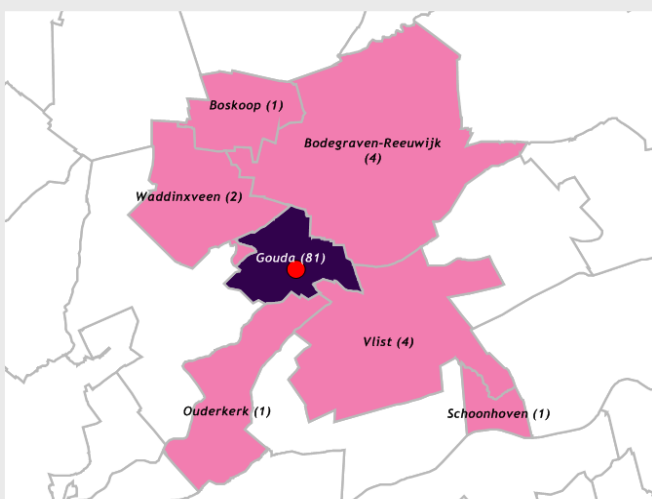 Boskoop (1)
Bodegraven-Reeuwijk
(4)
Waddinxveen (2)
Gouda (81)
Vlist (4)
Ouderkerk (1)
Schoonhoven (1)